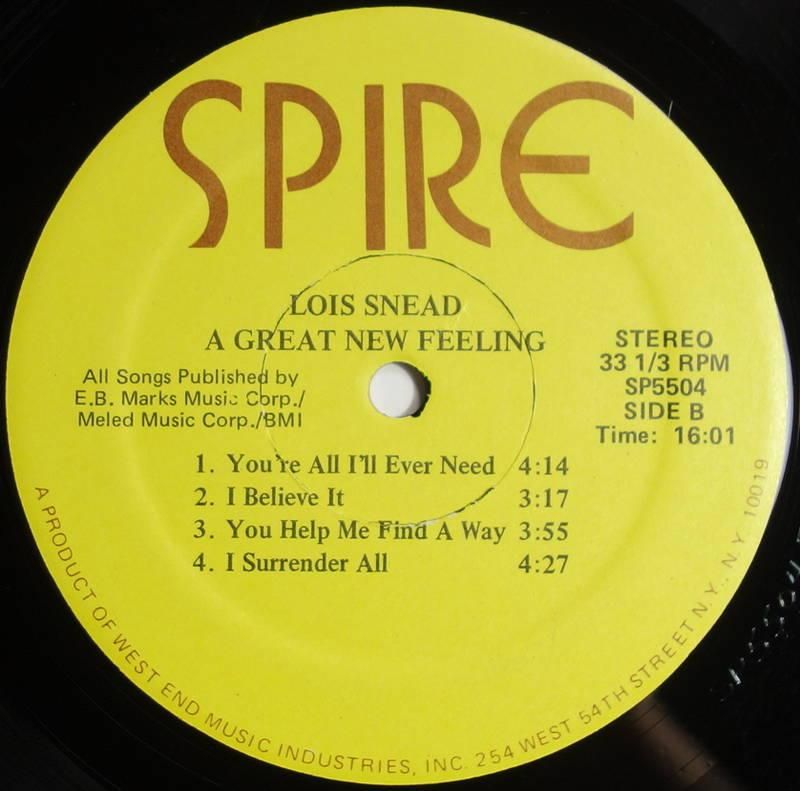 SPIRE
LOIS SNEAD
A GREAT NEW FEELING
All Songs Published by
E.B. Marks Music Corp./
Meled Music Corp./BMI
STEREO
33 1/3 RPM
SP5504
SIDE B
Time: 16:01
1. You're All I'll Ever Need 4:14
2. I Believe It 3:17
3. You Help Me Find A Way 3:55
4. I Surrender All 4:27
A PRODUCT OF WEST END MUSIC INDUSTRIES, INC. 254 WEST 54TH STREET N.Y., N.Y. 10019